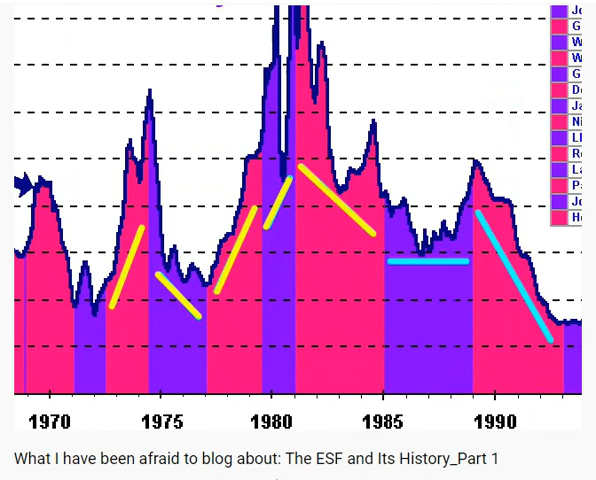 1970 1975 1980 1985 1990
What I have been afraid to blog about: The ESF and Its History_Part 1